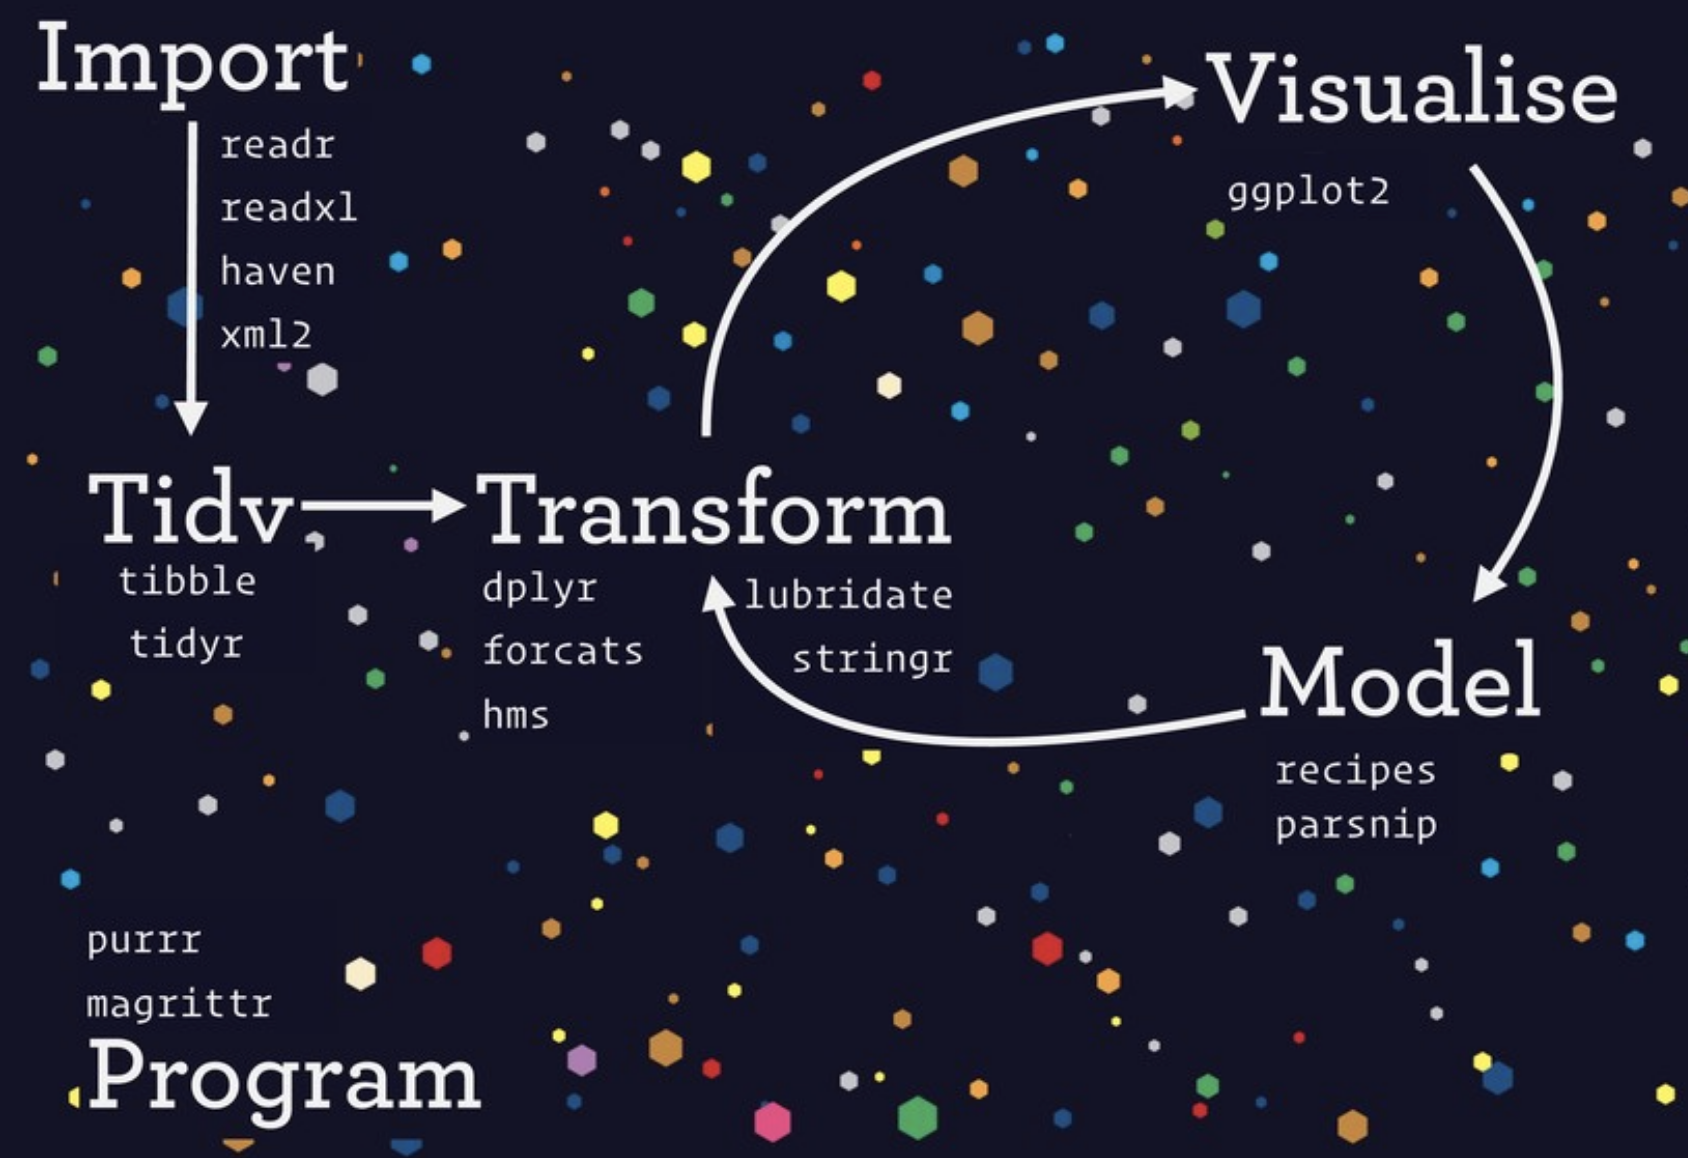 Import
readr
readxl
haven
xml2
Visualise
ggplot2
Tidv
tibble
tidyr
Transform
dplyr
forcats
hms
lubridate
stringr
Model
recipes
parsnip
purrr
magrittr
Program